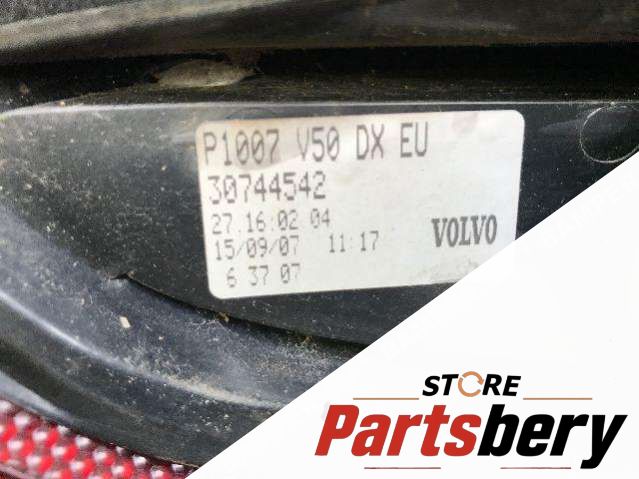 P1007 V50 DX EU
30744542
27.16.02 04
15/09/07 11:17 VOLVO
6 37 07
STORE
Partsbery